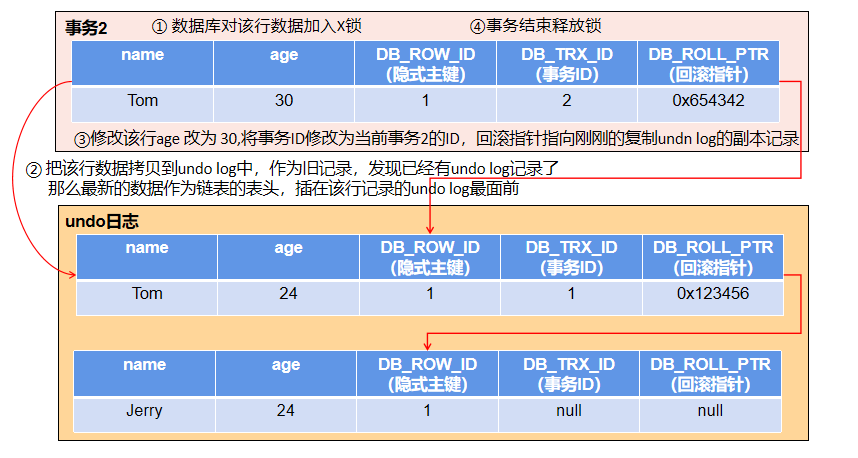 事务2 ① 数据库对该行数据加入X锁 ④事务结束释放锁
name age DB_ROW_ID DB_TRX_ID DB_ROLL_PTR
(隐式主键) (事务ID) (回滚指针)
Tom 30 1 2 0x654342
③修改该行age 改为 30,将事务ID修改为当前事务2的ID，回滚指针指向刚刚的复制undn log的副本记录
② 把该行数据拷贝到undo log中，作为旧记录，发现已经有undo log记录了
那么最新的数据作为链表的表头，插在该行记录的undo log最面前
undo日志
name age DB_ROW_ID DB_TRX_ID DB_ROLL_PTR
(隐式主键) (事务ID) (回滚指针)
Tom 24 1 1 0x123456
name age DB_ROW_ID DB_TRX_ID DB_ROLL_PTR
(隐式主键) (事务ID) (回滚指针)
Jerry 24 1 null null